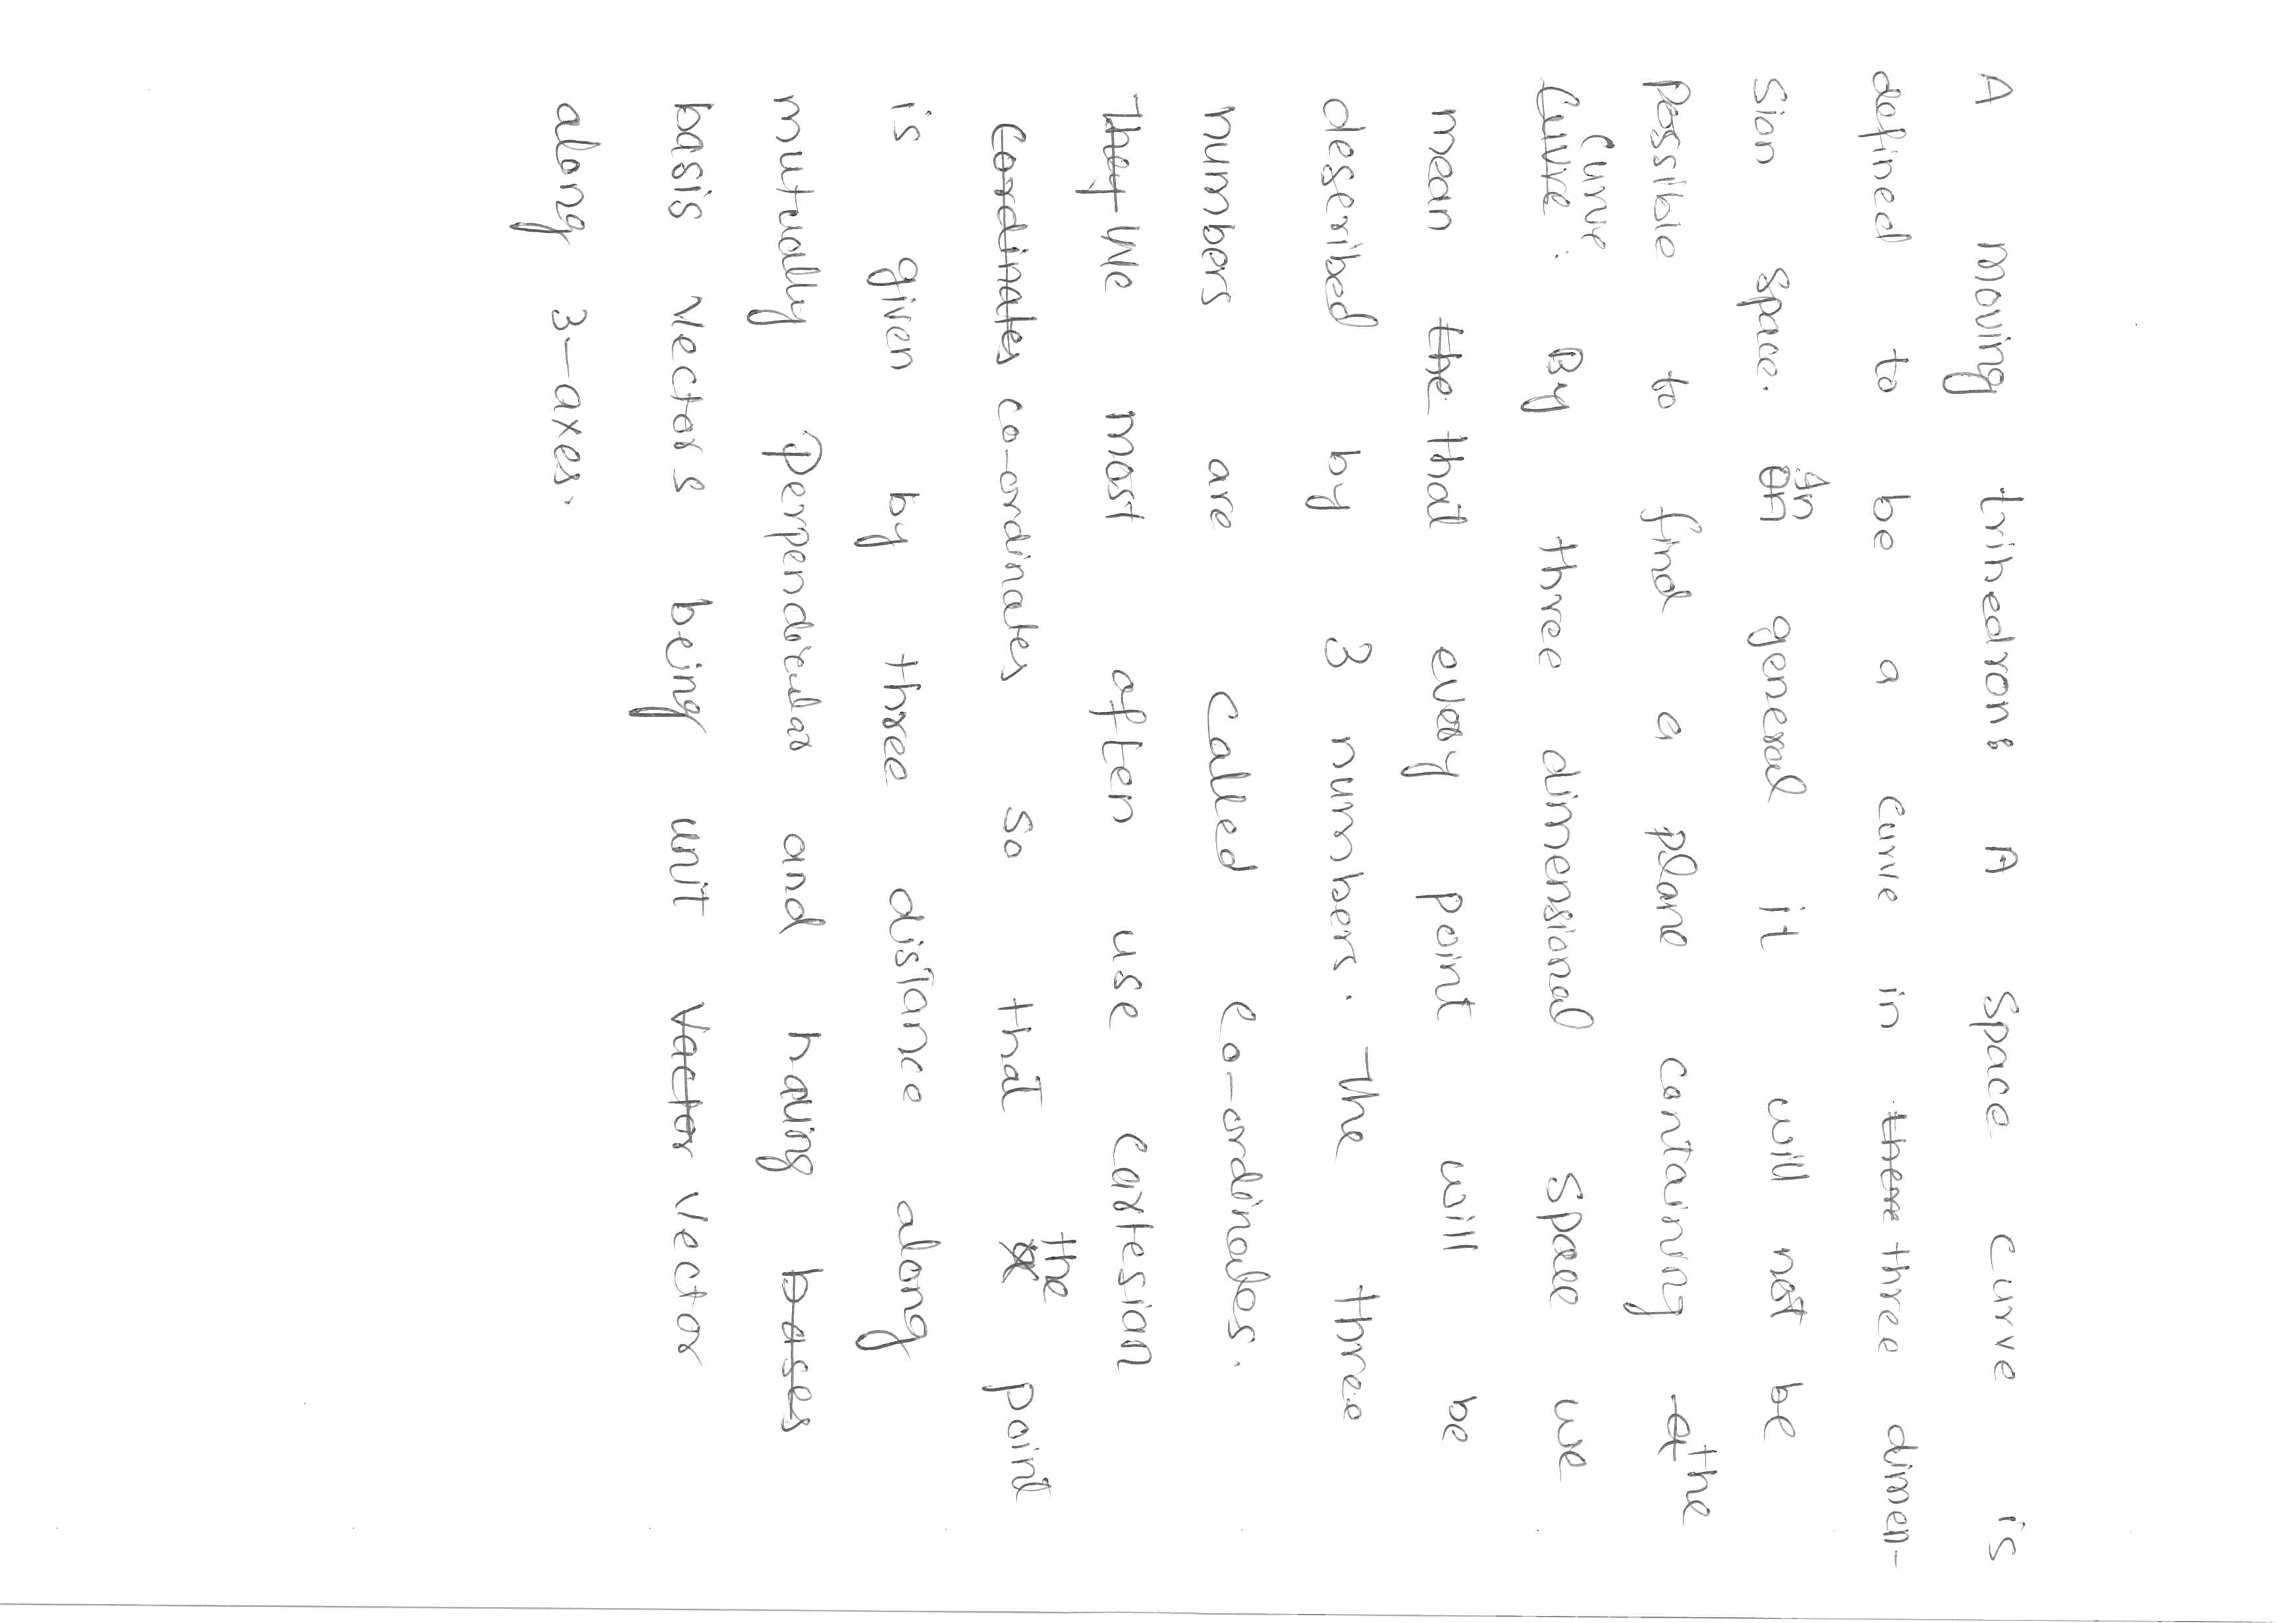 A moving trihedron: A space curve is
defined to be a curve in ~~there~~ three dimen-
sion space. ~~On~~ In general it will not be
possible to find a plane containing ~~a~~ the
~~Cuvre~~ curve. By three dimensional space we
mean ~~the~~ that every point will be
described by 3 numbers. The three
numbers are called co-ordinates.
~~They~~ We most often use cartesian
~~cordinates~~ co-ordinates so that the point
is given by three distance along
mutually perpendicular and having ~~bases~~
basis vectors being unit ~~vactor~~ vector
along 3-axes.